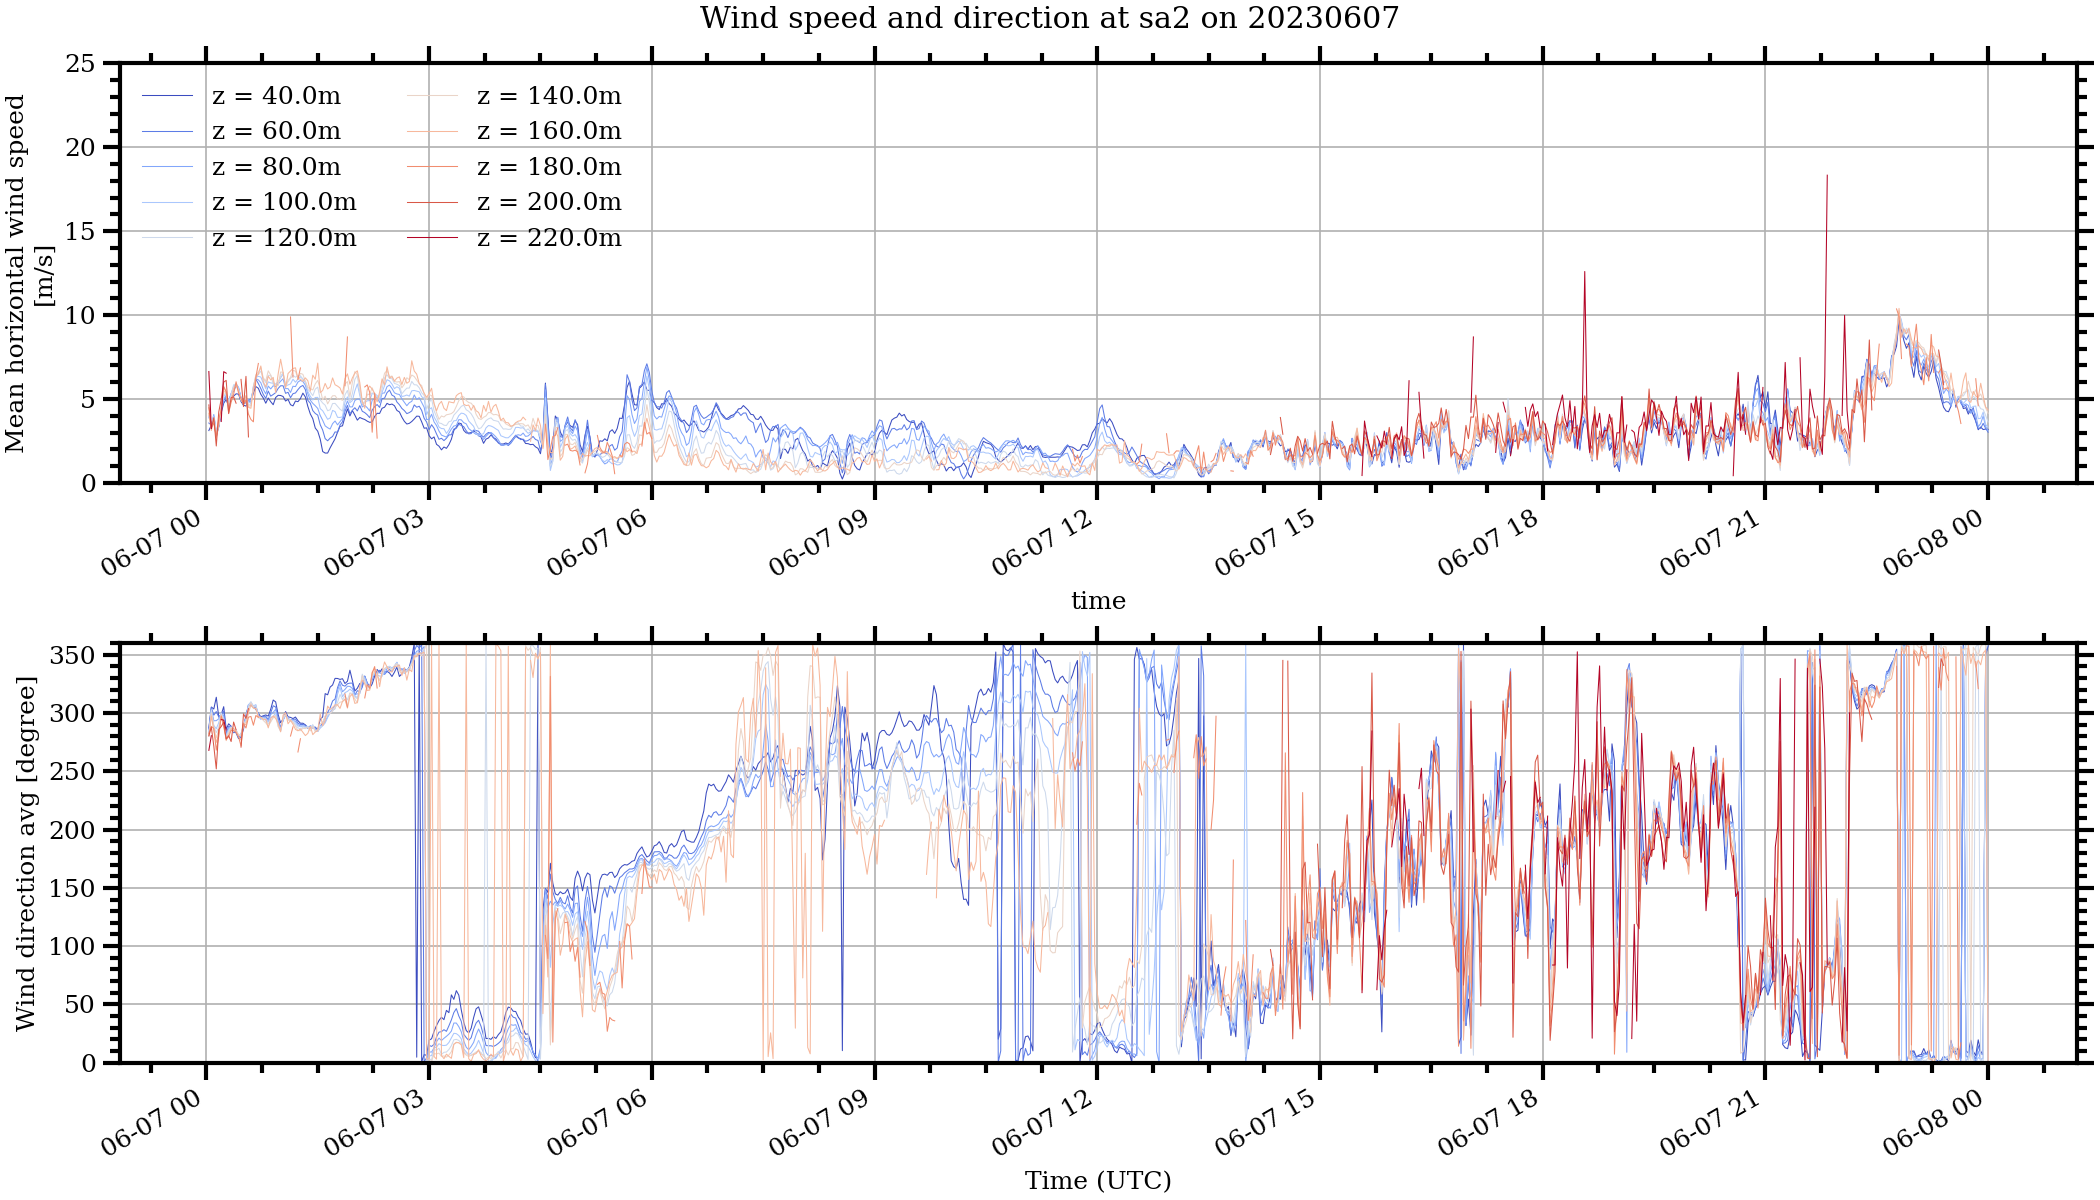 Wind speed and direction at sa2 on 20230607
Mean horizontal wind speed
[m/s]
25
20
15
10
5
0
z = 40.0m
z = 60.0m
z = 80.0m
z = 100.0m
z = 120.0m
z = 140.0m
z = 160.0m
z = 180.0m
z = 200.0m
z = 220.0m
06-07 00
06-07 03
06-07 06
06-07 09
06-07 12
06-07 15
06-07 18
06-07 21
06-08 00
time
Wind direction avg [degree]
350
300
250
200
150
100
50
0
06-07 00
06-07 03
06-07 06
06-07 09
06-07 12
06-07 15
06-07 18
06-07 21
06-08 00
Time (UTC)